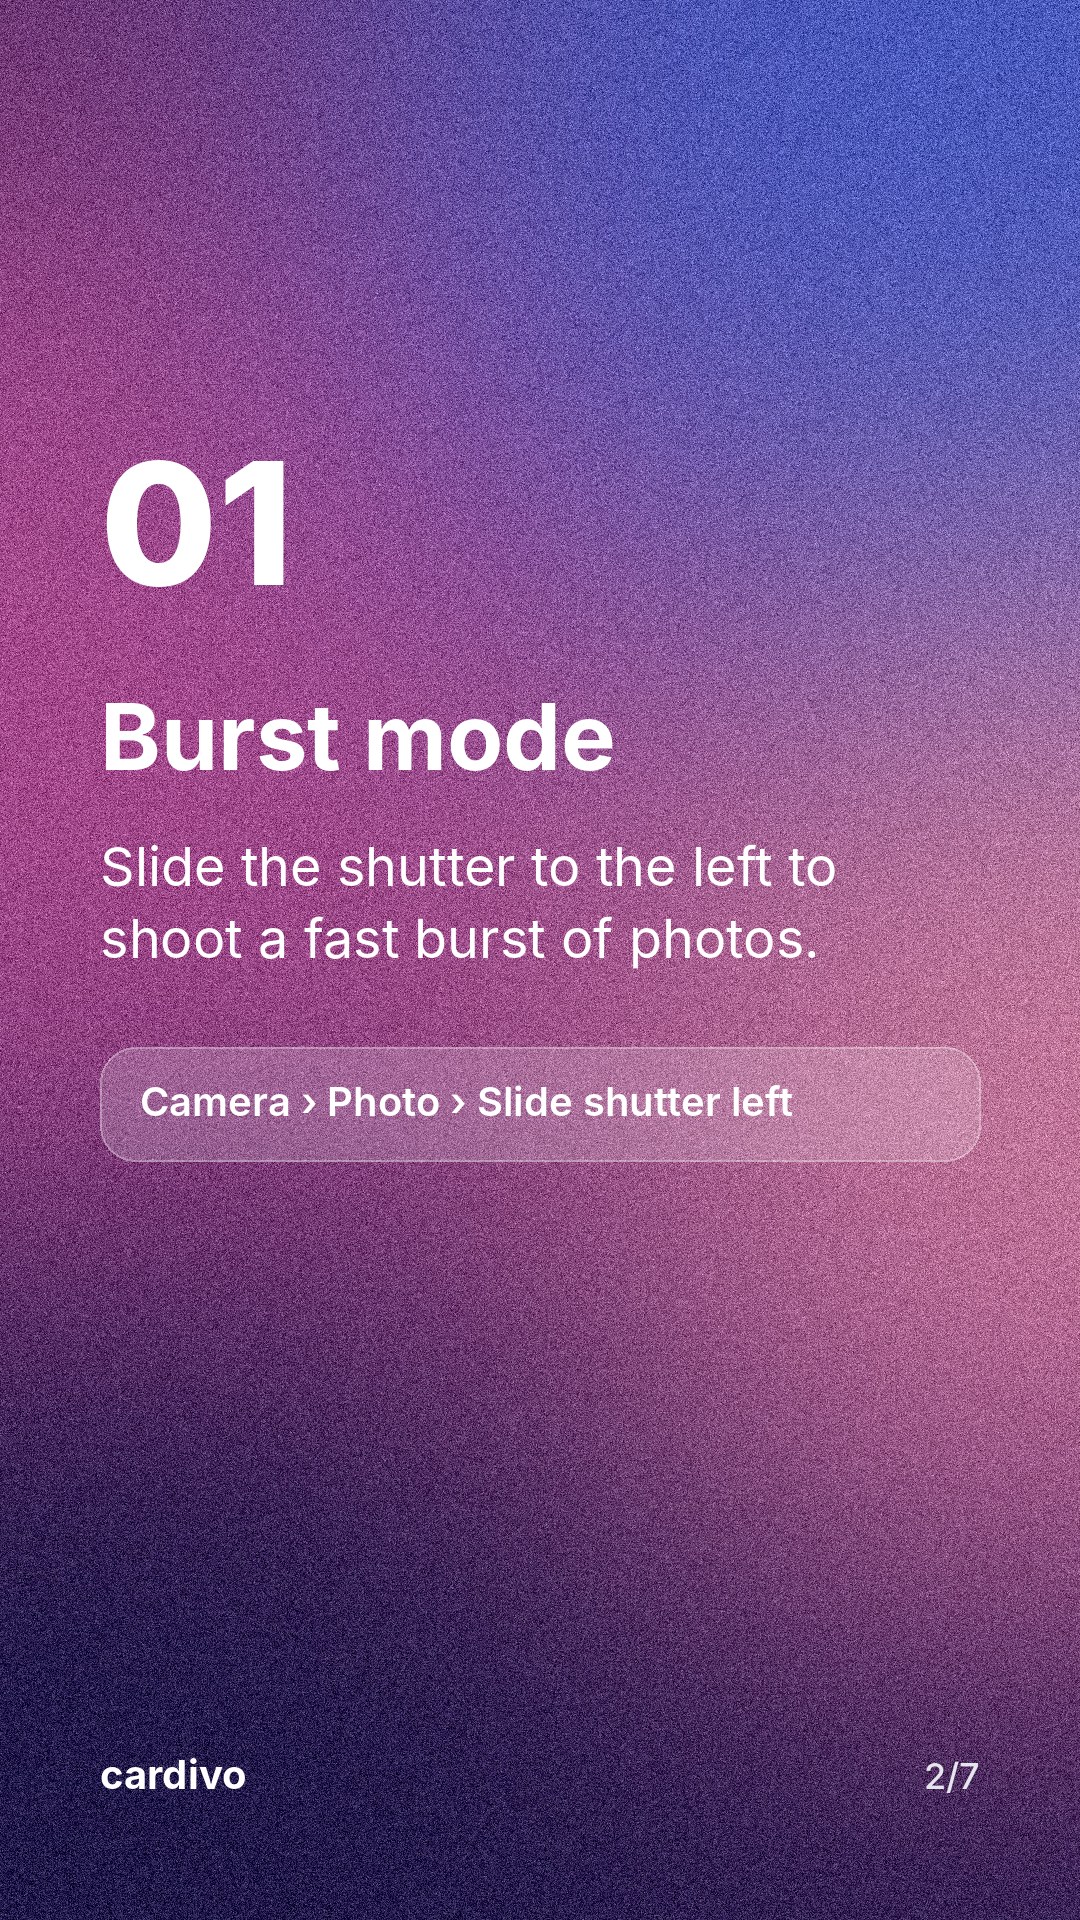 01
Burst mode
Slide the shutter to the left to
shoot a fast burst of photos.
Camera › Photo › Slide shutter left
cardivo
2/7